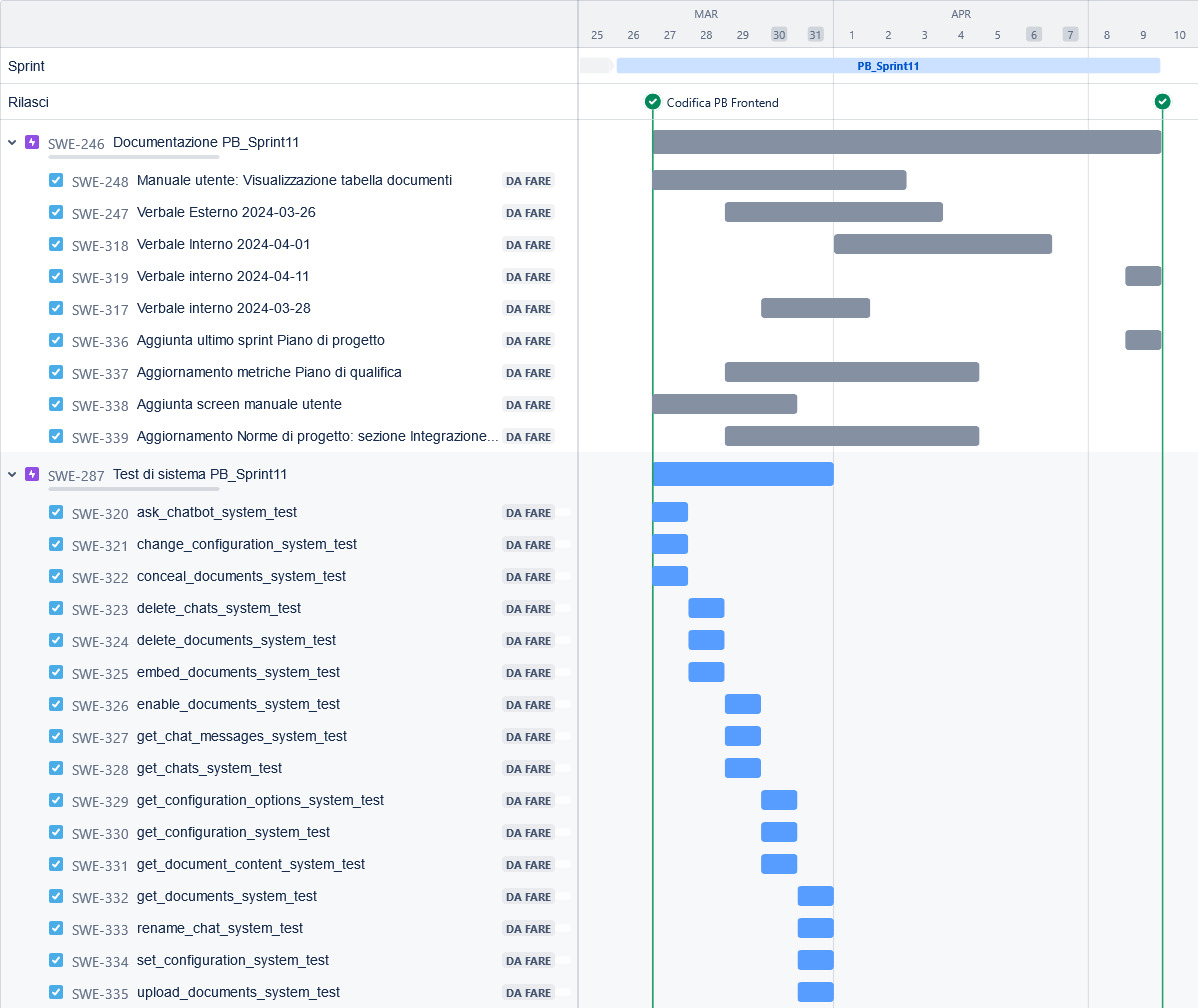 MAR APR
25 26 27 28 29 30 31 1 2 3 4 5 6 7 8 9 10
Sprint PB_Sprint11
Rilasci Codifica PB Frontend
SWE-246 Documentazione PB_Sprint11
SWE-248 Manuale utente: Visualizzazione tabella documenti DA FARE
SWE-247 Verbale Esterno 2024-03-26 DA FARE
SWE-318 Verbale Interno 2024-04-01 DA FARE
SWE-319 Verbale interno 2024-04-11 DA FARE
SWE-317 Verbale interno 2024-03-28 DA FARE
SWE-336 Aggiunta ultimo sprint Piano di progetto DA FARE
SWE-337 Aggiornamento metriche Piano di qualifica DA FARE
SWE-338 Aggiunta screen manuale utente DA FARE
SWE-339 Aggiornamento Norme di progetto: sezione Integrazione... DA FARE
SWE-287 Test di sistema PB_Sprint11
SWE-320 ask_chatbot_system_test DA FARE
SWE-321 change_configuration_system_test DA FARE
SWE-322 conceal_documents_system_test DA FARE
SWE-323 delete_chats_system_test DA FARE
SWE-324 delete_documents_system_test DA FARE
SWE-325 embed_documents_system_test DA FARE
SWE-326 enable_documents_system_test DA FARE
SWE-327 get_chat_messages_system_test DA FARE
SWE-328 get_chats_system_test DA FARE
SWE-329 get_configuration_options_system_test DA FARE
SWE-330 get_configuration_system_test DA FARE
SWE-331 get_document_content_system_test DA FARE
SWE-332 get_documents_system_test DA FARE
SWE-333 rename_chat_system_test DA FARE
SWE-334 set_configuration_system_test DA FARE
SWE-335 upload_documents_system_test DA FARE